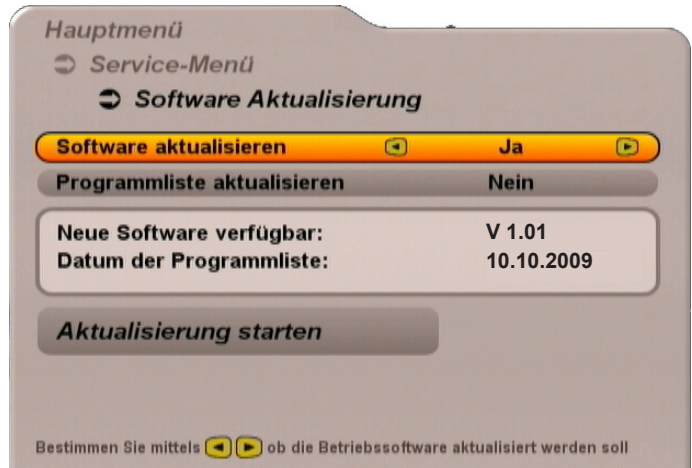 Hauptmenü
Service-Menü
Software Aktualisierung
Software aktualisieren Ja
Programmliste aktualisieren Nein
Neue Software verfügbar: V 1.01
Datum der Programmliste: 10.10.2009
Aktualisierung starten
Bestimmen Sie mittels ob die Betriebssoftware aktualisiert werden soll